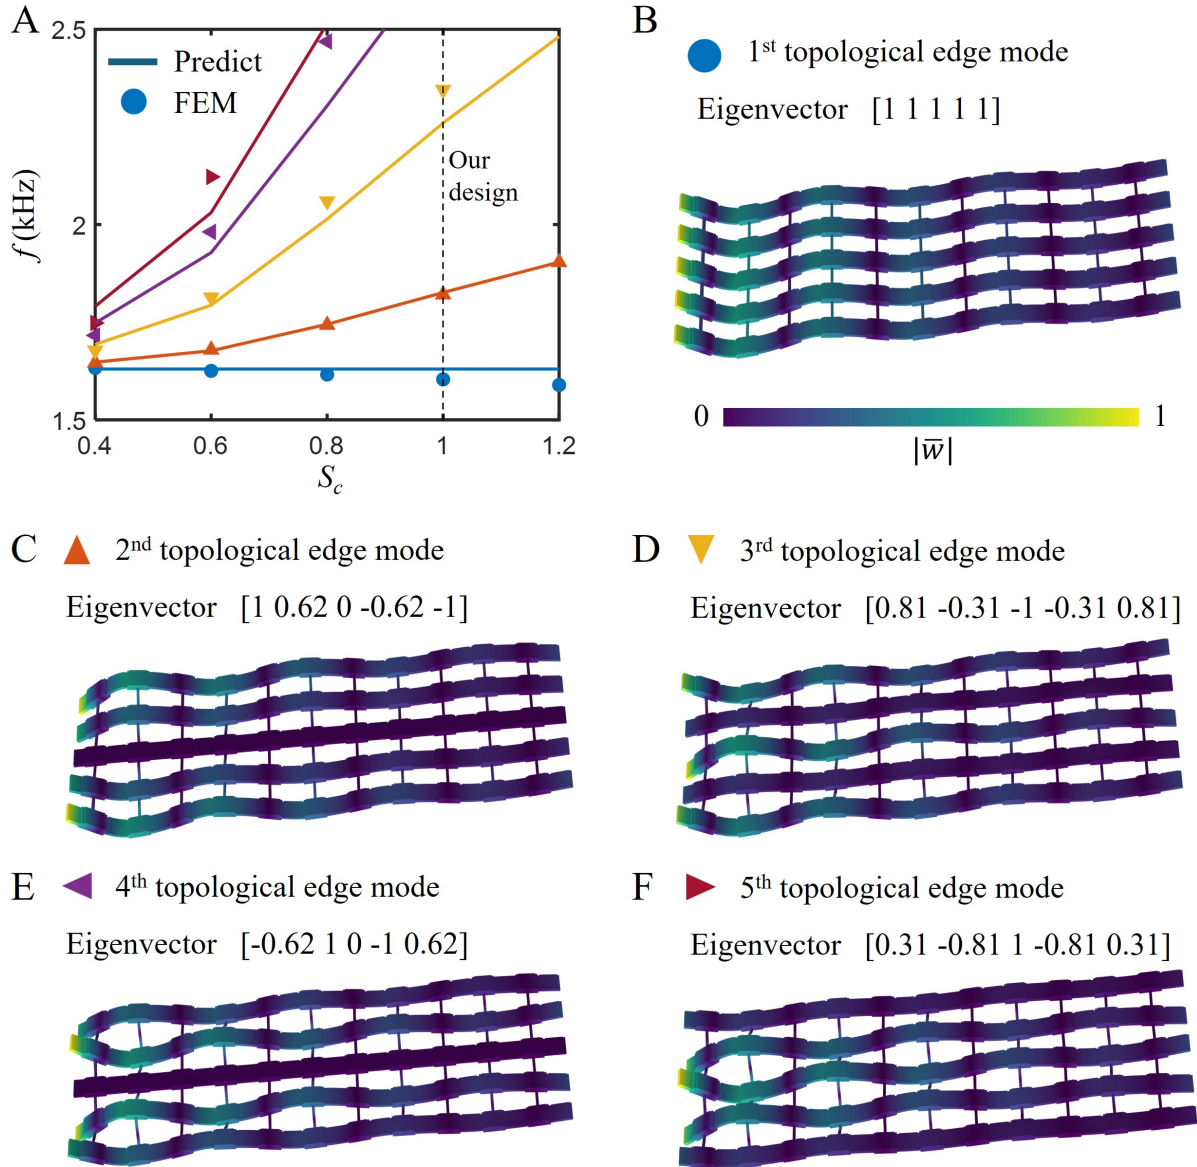 A
2.5
Predict
FEM
Our
design
2
f (kHz)
1.5
0.4 0.6 0.8 1 1.2
S_c
B
1st topological edge mode
Eigenvector [1 1 1 1 1]
0 1
|w̅|
C 2nd topological edge mode
Eigenvector [1 0.62 0 -0.62 -1]
D 3rd topological edge mode
Eigenvector [0.81 -0.31 -1 -0.31 0.81]
E 4th topological edge mode
Eigenvector [-0.62 1 0 -1 0.62]
F 5th topological edge mode
Eigenvector [0.31 -0.81 1 -0.81 0.31]